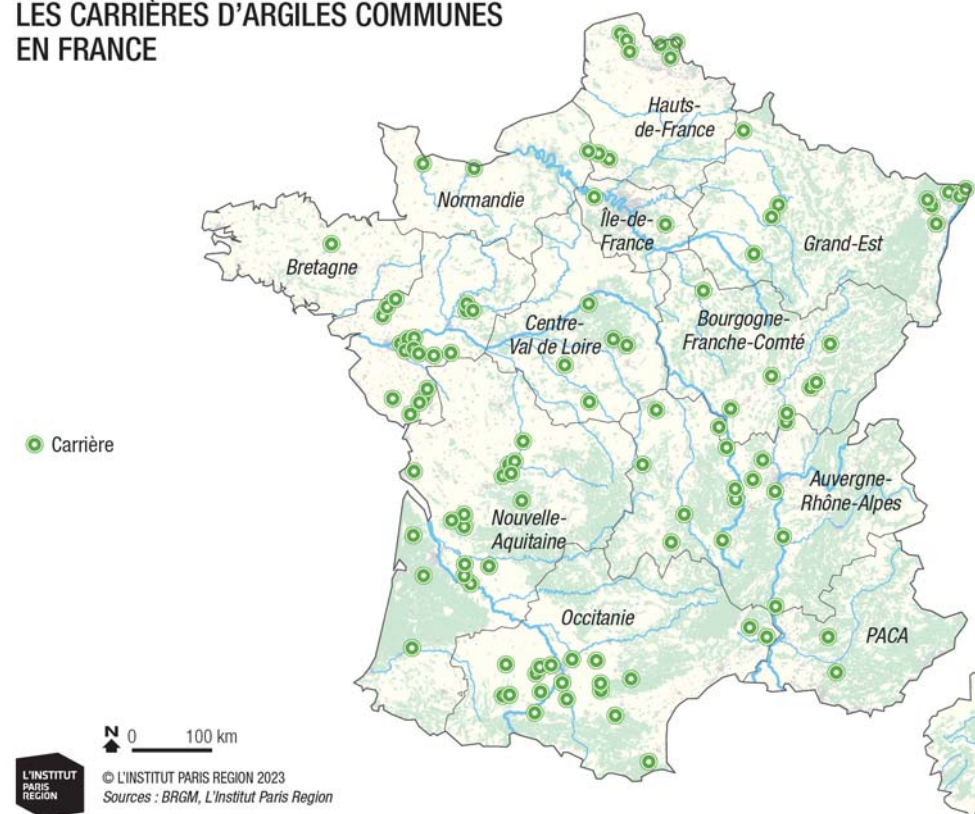 LES CARRIÈRES D’ARGILES COMMUNES
EN FRANCE
Hauts-
de-France
Normandie
Île-de-
France
Grand-Est
Bretagne
Centre-
Val de Loire
Bourgogne-
Franche-Comté
Carrière
Auvergne-
Rhône-Alpes
Nouvelle-
Aquitaine
Occitanie
PACA
N
0 100 km
L'INSTITUT
PARIS
REGION
© L'INSTITUT PARIS REGION 2023
Sources : BRGM, L'Institut Paris Region